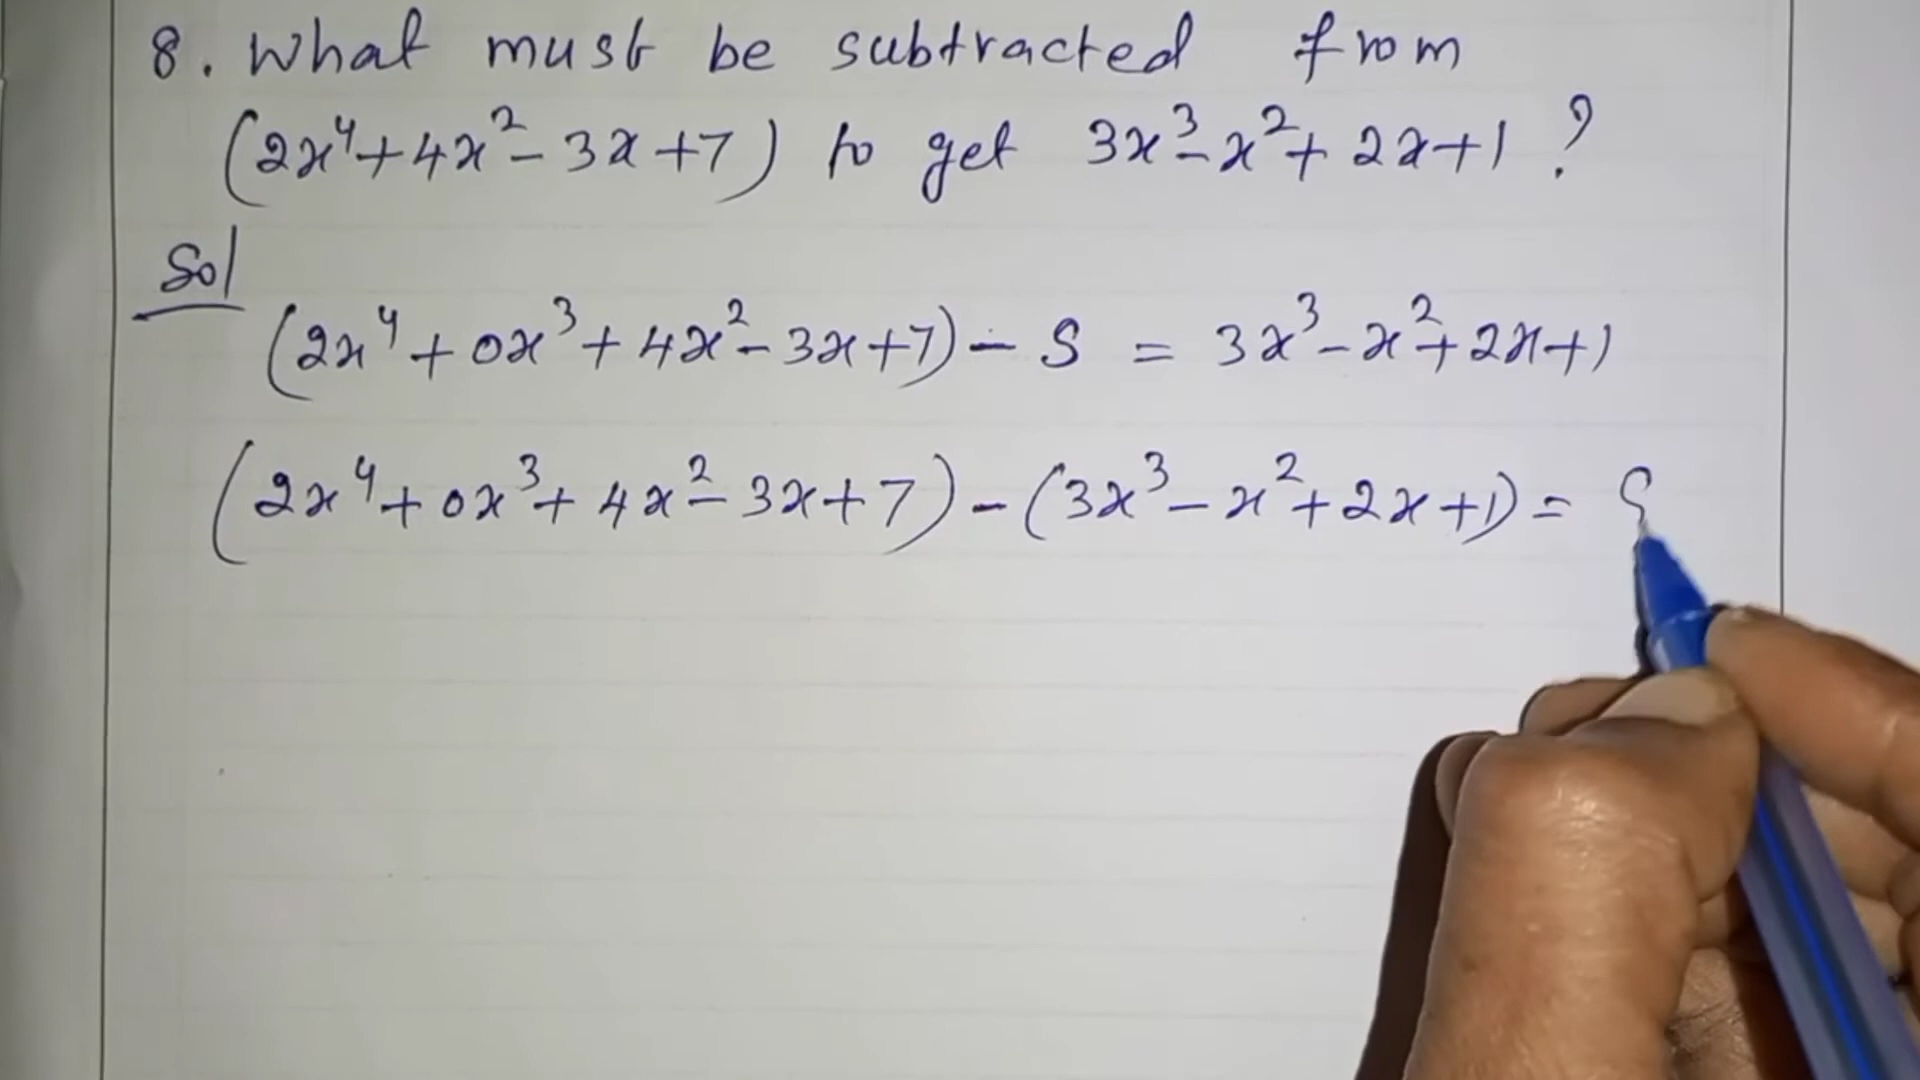 8. What must be subtracted from
(2x⁴+4x²-3x+7) to get 3x³-x²+2x+1 ?
Sol
(2x⁴+0x³+4x²-3x+7)-S = 3x³-x²+2x+1
(2x⁴+0x³+4x²-3x+7)-(3x³-x²+2x+1)= S